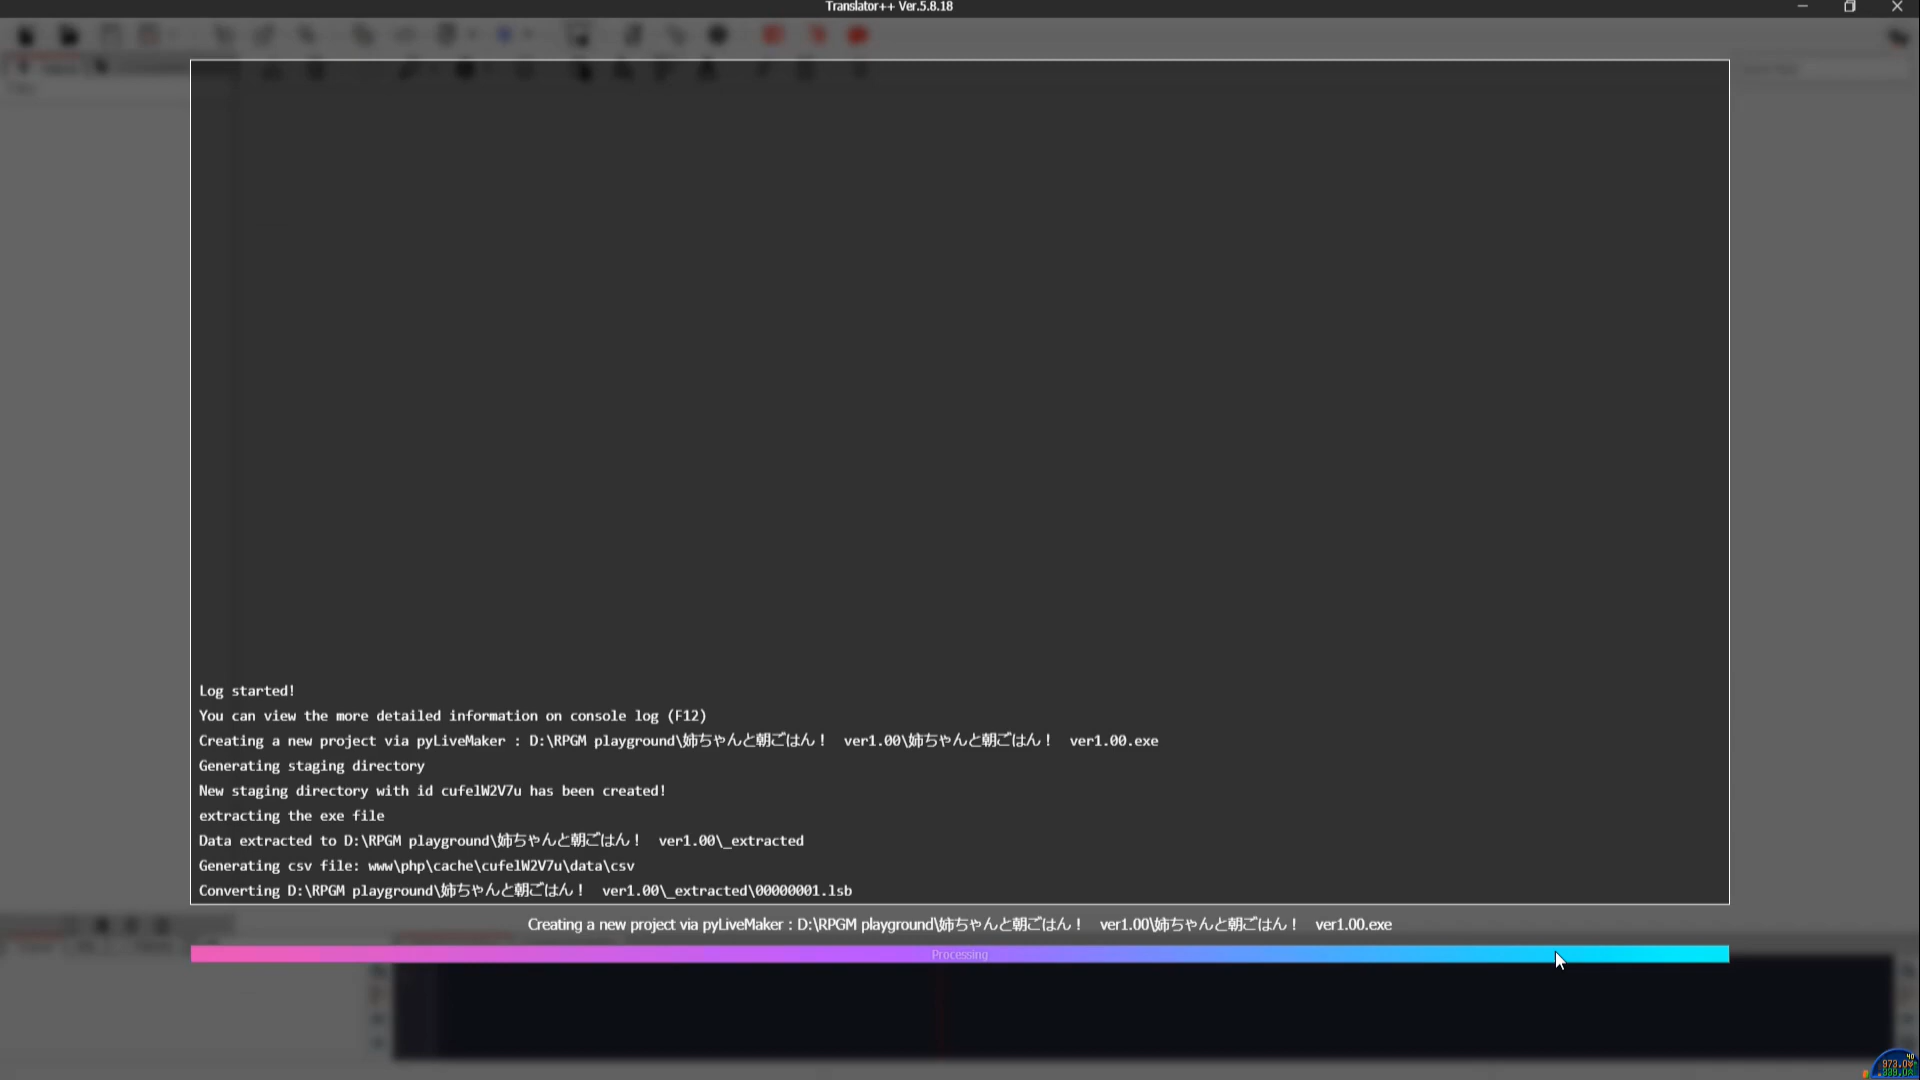 Translator++ Ver.5.8.18
Log started!
You can view the more detailed information on console log (F12)
Creating a new project via pyLiveMaker : D:\RPGM playground\姉ちゃんと朝ごはん！　ver1.00\姉ちゃんと朝ごはん！　ver1.00.exe
Generating staging directory
New staging directory with id cufelW2V7u has been created!
extracting the exe file
Data extracted to D:\RPGM playground\姉ちゃんと朝ごはん！　ver1.00\_extracted
Generating csv file: www\php\cache\cufelW2V7u\data\csv
Converting D:\RPGM playground\姉ちゃんと朝ごはん！　ver1.00\_extracted\00000001.lsb
Creating a new project via pyLiveMaker : D:\RPGM playground\姉ちゃんと朝ごはん！　ver1.00\姉ちゃんと朝ごはん！　ver1.00.exe
Processing